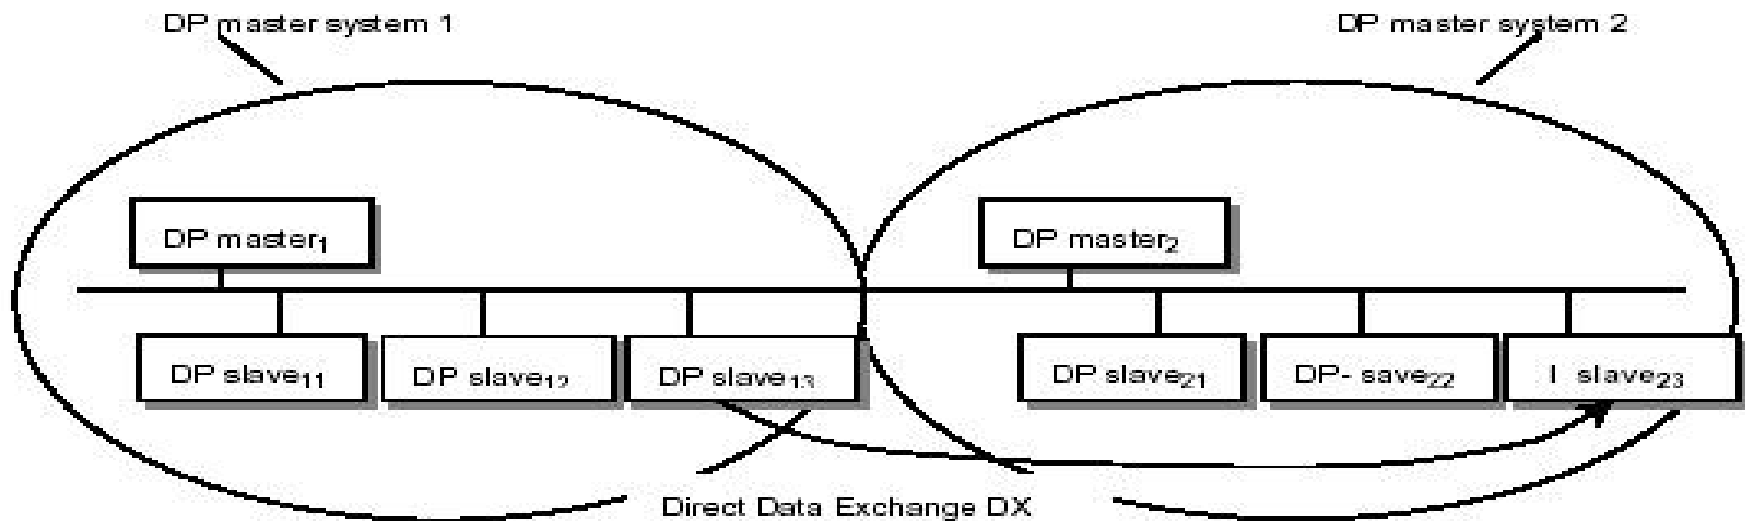 DP master system 1
DP master system 2
DP master1
DP master2
DP slave11
DP slave12
DP slave13
DP slave21
DP- save22
I slave23
Direct Data Exchange DX